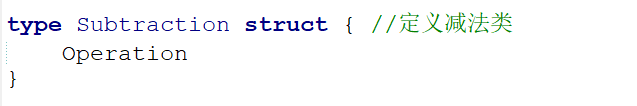 type Subtraction struct { //定义减法类
    Operation
}